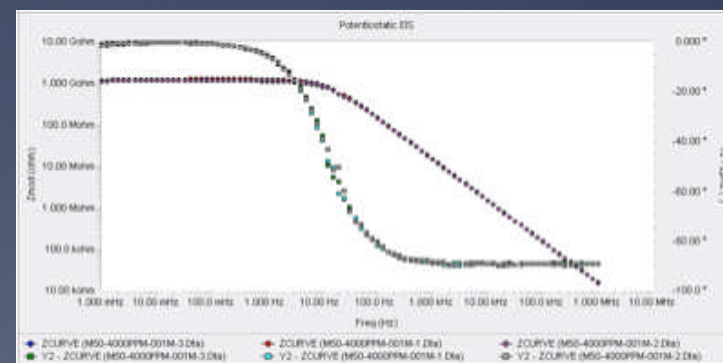 Potentiostatic EIS
10.00 Gohm
1.000 Gohm
100.0 Mohm
10.00 Mohm
1.000 Mohm
100.0 kohm
10.00 kohm
Zmod (ohm)
0.000 °
-20.00 °
-40.00 °
-60.00 °
-80.00 °
-100.0 °
1.000 mHz
10.00 mHz
100.0 mHz
1.000 Hz
10.00 Hz
100.0 Hz
1.000 kHz
10.00 kHz
100.0 kHz
1.000 MHz
10.00 MHz
Freq (Hz)
ZCURVE (M50-4000PPM-001M-3.Dta)
ZCURVE (M50-4000PPM-001M-1.Dta)
ZCURVE (M50-4000PPM-001M-2.Dta)
Y2 - ZCURVE (M50-4000PPM-001M-3.Dta)
Y2 - ZCURVE (M50-4000PPM-001M-1.Dta)
Y2 - ZCURVE (M50-4000PPM-001M-2.Dta)